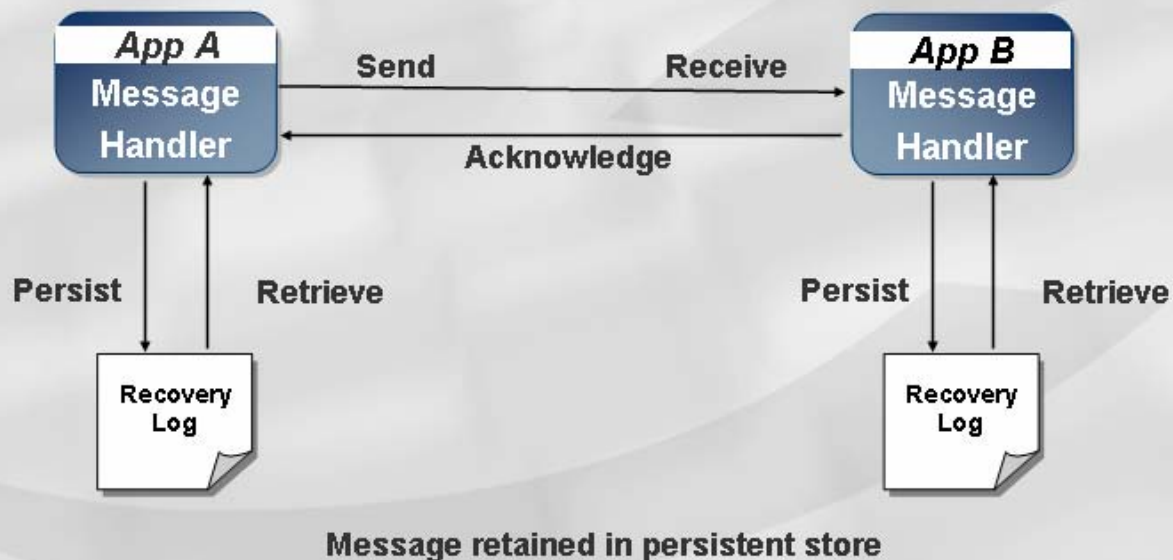 App A
Message
Handler
Send
Receive
App B
Message
Handler
Acknowledge
Persist
Retrieve
Persist
Retrieve
Recovery
Log
Recovery
Log
Message retained in persistent store